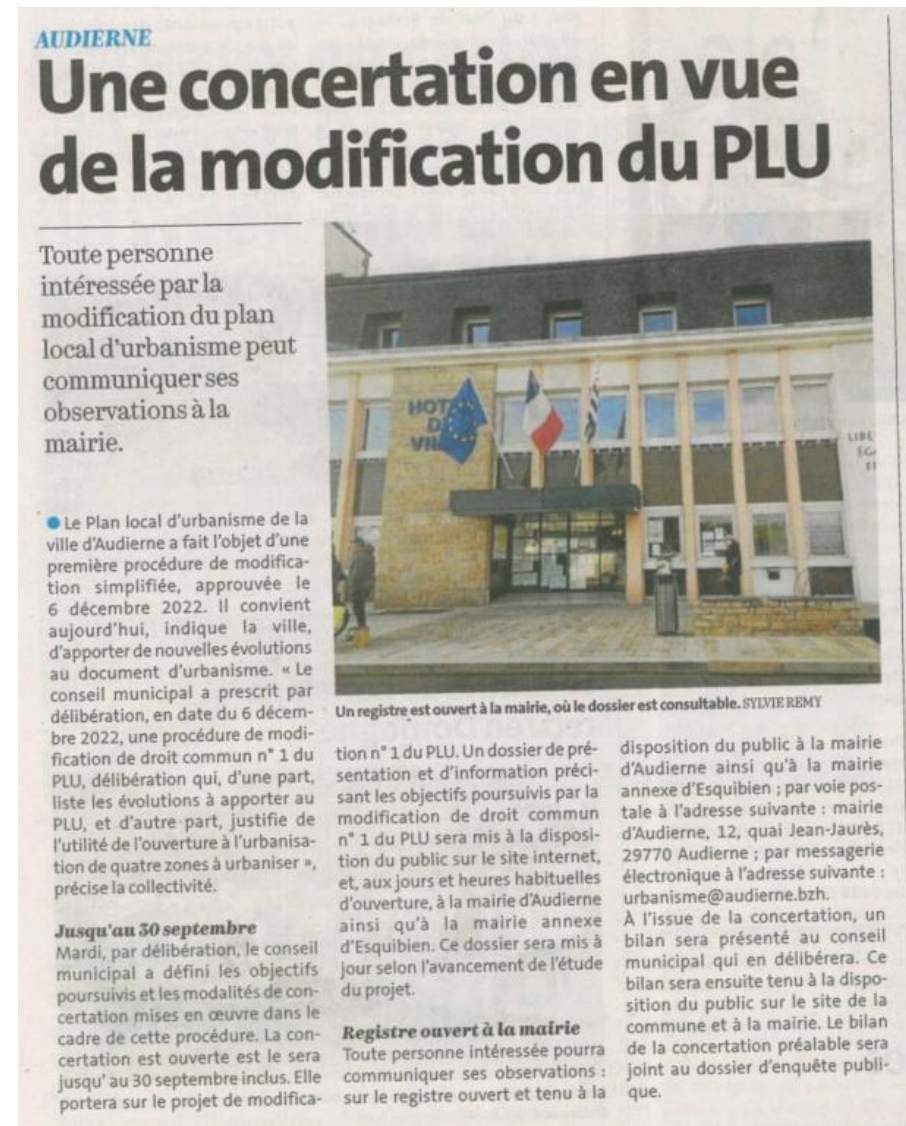 AUDIERNE
Une concertation en vue
de la modification du PLU
Toute personne
intéressée par la
modification du plan
local d'urbanisme peut
communiquer ses
observations à la
mairie.
HOT
D
VIL
LIBE
EG
F
Un registre est ouvert à la mairie, où le dossier est consultable. SYLVIE REMY
● Le Plan local d'urbanisme de la
ville d'Audierne a fait l'objet d'une
première procédure de modifica-
tion simplifiée, approuvée le
6 décembre 2022. Il convient
aujourd'hui, indique la ville,
d'apporter de nouvelles évolutions
au document d'urbanisme. « Le
conseil municipal a prescrit par
délibération, en date du 6 décem-
bre 2022, une procédure de modi-
fication de droit commun n° 1 du
PLU, délibération qui, d'une part,
liste les évolutions à apporter au
PLU, et d'autre part, justifie de
l'utilité de l'ouverture à l'urbanisa-
tion de quatre zones à urbaniser »,
précise la collectivité.
Jusqu'au 30 septembre
Mardi, par délibération, le conseil
municipal a défini les objectifs
poursuivis et les modalités de con-
certation mises en œuvre dans le
cadre de cette procédure. La con-
certation est ouverte est le sera
jusqu' au 30 septembre inclus. Elle
portera sur le projet de modifica-
tion n° 1 du PLU. Un dossier de pré-
sentation et d'information préci-
sant les objectifs poursuivis par la
modification de droit commun
n° 1 du PLU sera mis à la disposi-
tion du public sur le site internet,
et, aux jours et heures habituelles
d'ouverture, à la mairie d'Audierne
ainsi qu'à la mairie annexe
d'Esquibien. Ce dossier sera mis à
jour selon l'avancement de l'étude
du projet.
Registre ouvert à la mairie
Toute personne intéressée pourra
communiquer ses observations :
sur le registre ouvert et tenu à la
disposition du public à la mairie
d'Audierne ainsi qu'à la mairie
annexe d'Esquibien ; par voie pos-
tale à l'adresse suivante : mairie
d'Audierne, 12, quai Jean-Jaurès,
29770 Audierne ; par messagerie
électronique à l'adresse suivante :
urbanisme@audierne.bzh.
À l'issue de la concertation, un
bilan sera présenté au conseil
municipal qui en délibérera. Ce
bilan sera ensuite tenu à la dispo-
sition du public sur le site de la
commune et à la mairie. Le bilan
de la concertation préalable sera
joint au dossier d'enquête publi-
que.